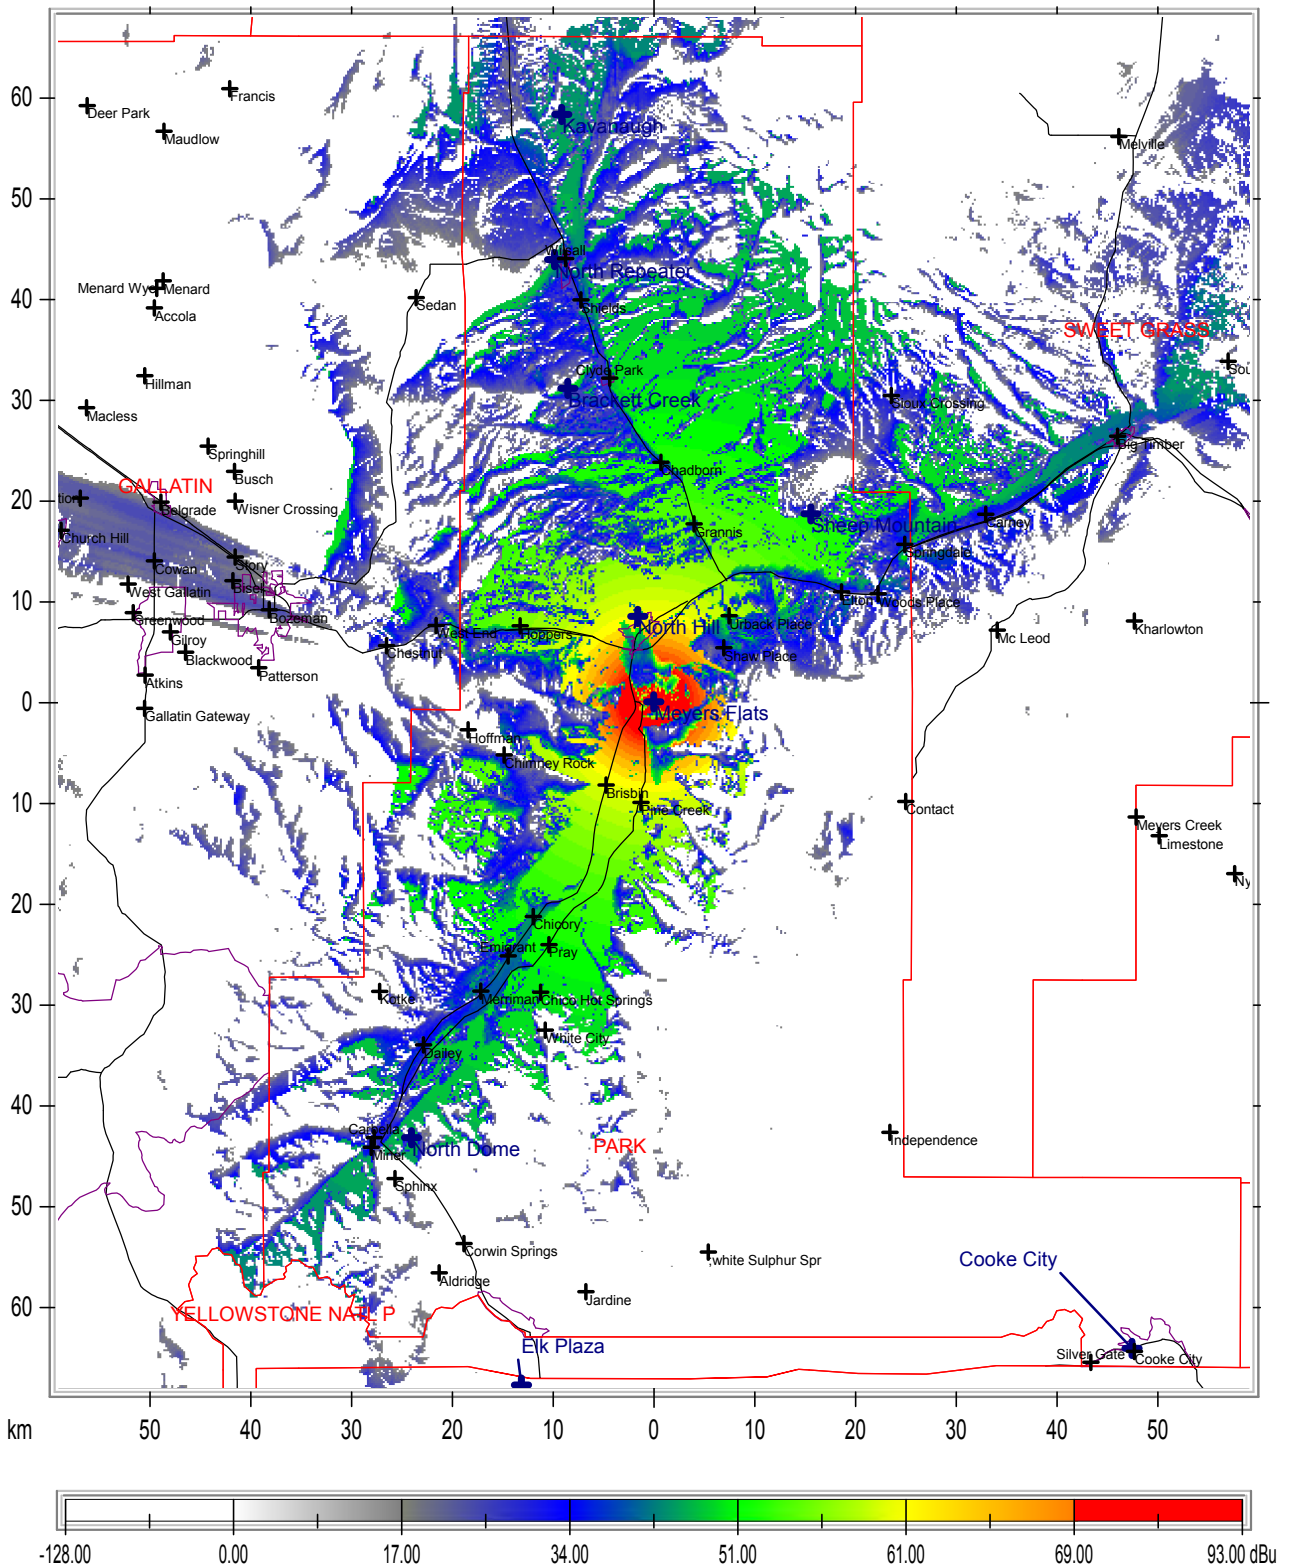 60
Francis
Deer Park
Kavanaugh
Maudlow
Melville
50
Wilsall
North Repeater
Menard
Menard Wye
40
Sedan
Shields
Accola
SWEET GRASS
Clyde Park
Hillman
Brackett Creek
30
Sioux Crossing
Macless
Big Timber
Springhill
Chadborn
Busch
GALLATIN
20
Belgrade
Wisner Crossing
Sheep Mountain
Carney
Grannis
Church Hill
Springdale
Cowan
Story
West Gallatin
Bisel
10
Elton
Woods Place
Greenwood
Bozeman
North Hill
Urback Place
Kharlowton
Gilroy
West End
Hoppers
Mc Leod
Blackwood
Chestnut
Shaw Place
Patterson
Atkins
0
Meyers Flats
Gallatin Gateway
Hoffman
Chimney Rock
Brisbin
10
Pine Creek
Contact
Meyers Creek
Limestone
20
Chicory
Emigrant
Pray
30
Kotke
Merriman
Chico Hot Springs
White City
Dailey
40
Carbella
Independence
North Dome
PARK
Miner
Sphinx
50
Corwin Springs
white Sulphur Spr
Cooke City
Aldridge
Jardine
60
YELLOWSTONE NATL P
Elk Plaza
Silver Gate
Cooke City
km
50
40
30
20
10
0
10
20
30
40
50
-128.00
0.00
17.00
34.00
51.00
61.00
69.00
93.00 dBu